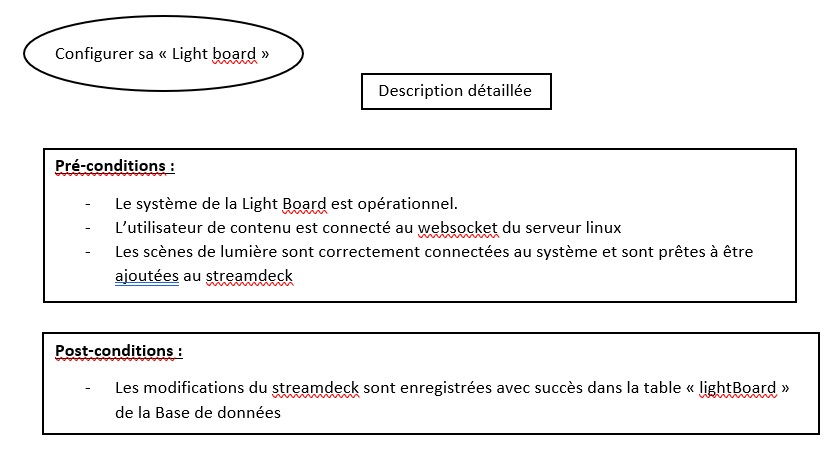 Configurer sa « Light board »
Description détaillée
Pré-conditions :
- Le système de la Light Board est opérationnel.
- L’utilisateur de contenu est connecté au websocket du serveur linux
- Les scènes de lumière sont correctement connectées au système et sont prêtes à être
ajoutées au streamdeck
Post-conditions :
- Les modifications du streamdeck sont enregistrées avec succès dans la table « lightBoard »
de la Base de données